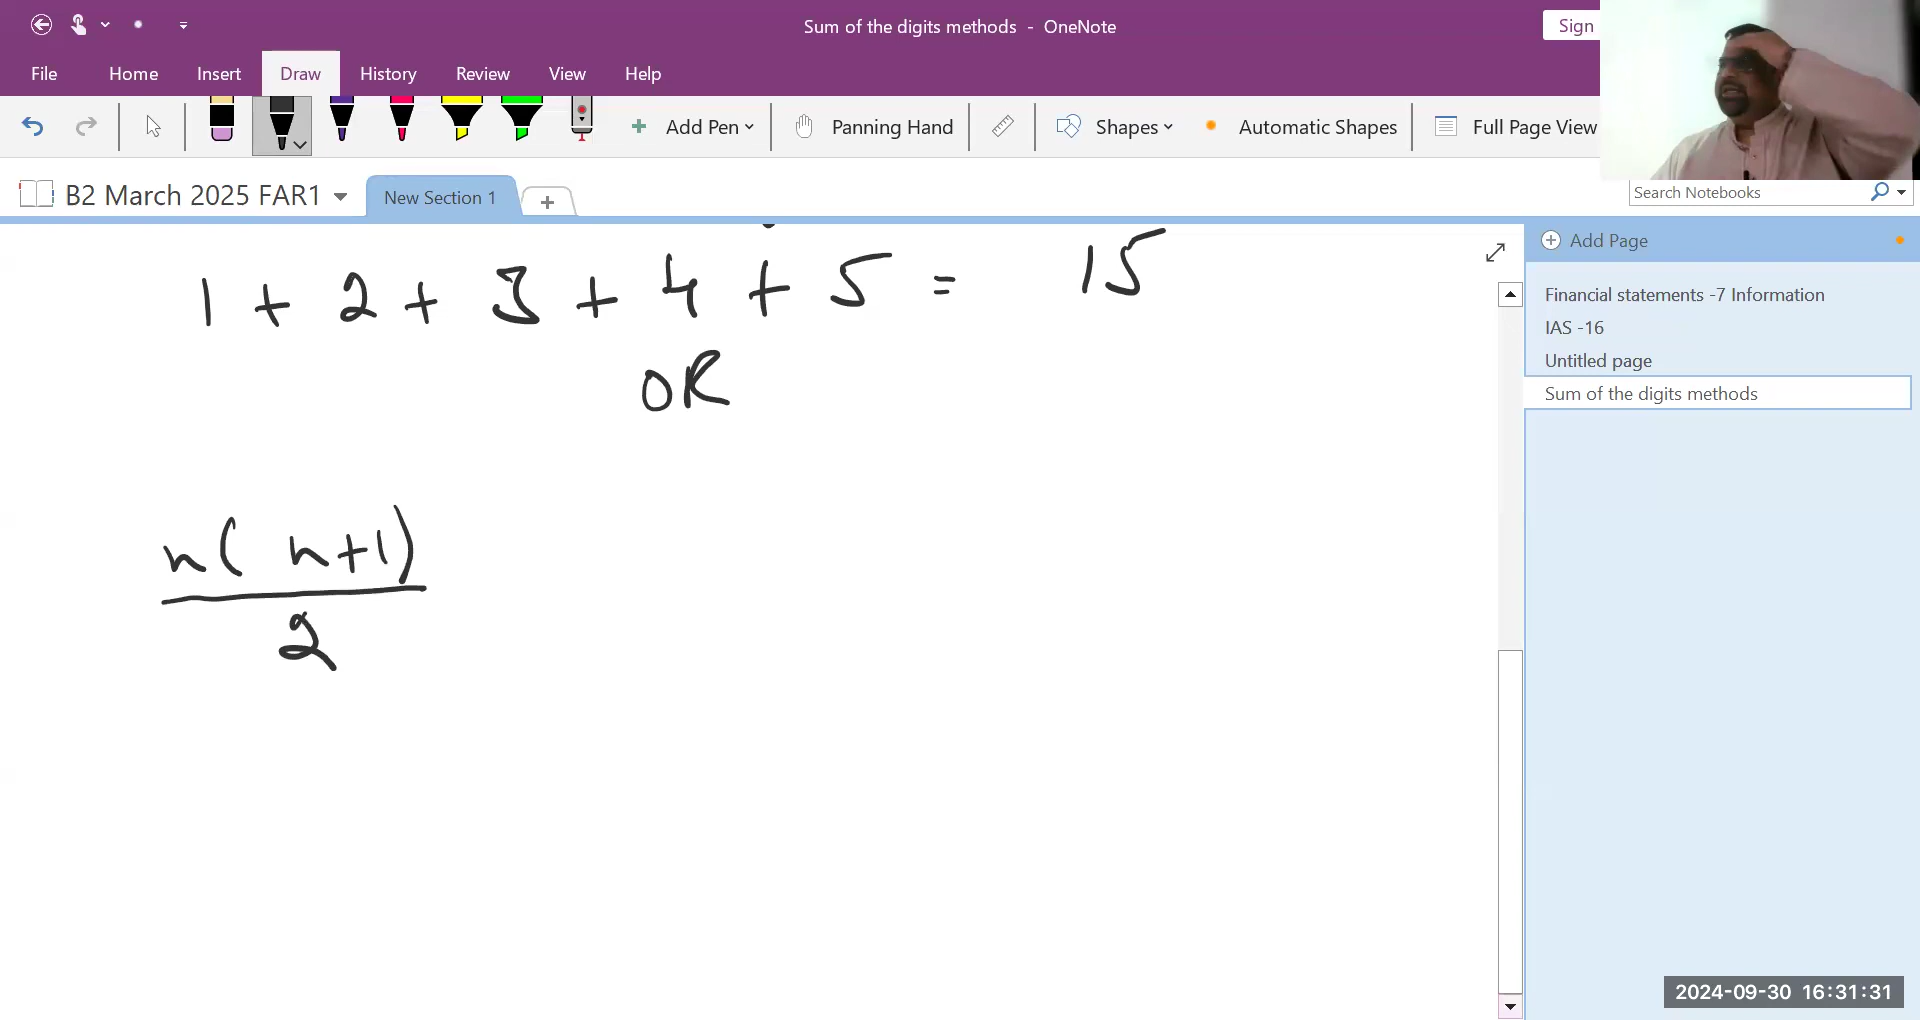 Sum of the digits methods - OneNote
Sign
File Home Insert Draw History Review View Help
Add Pen Panning Hand Shapes Automatic Shapes Full Page View
B2 March 2025 FAR1 New Section 1
Search Notebooks
1 + 2 + 3 + 4 + 5 = 15
OR
n( n+1)
2
Add Page
Financial statements -7 Information
IAS -16
Untitled page
Sum of the digits methods
2024-09-30 16:31:31